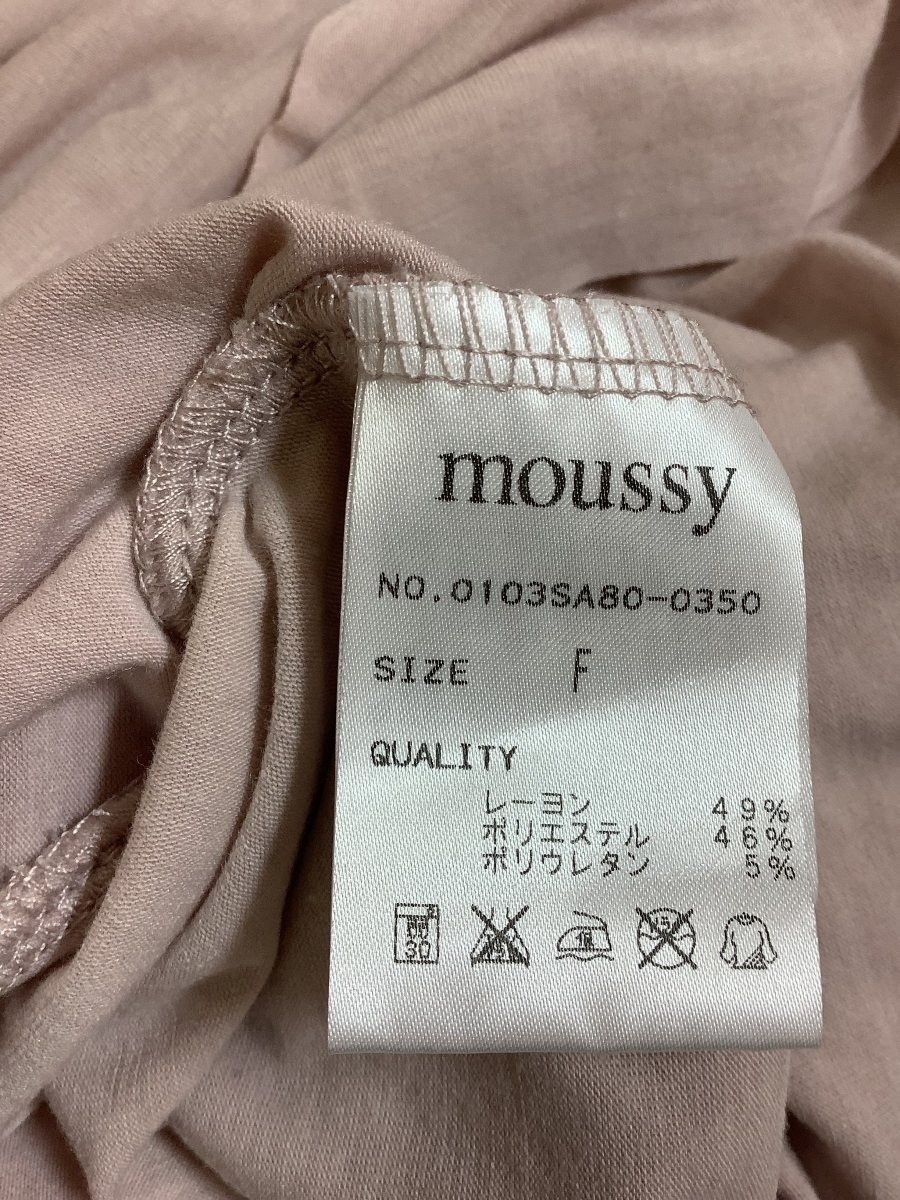 moussy
NO.0103SA80-0350
SIZE F
QUALITY
レーヨン 49%
ポリエステル 46%
ポリウレタン 5%
30